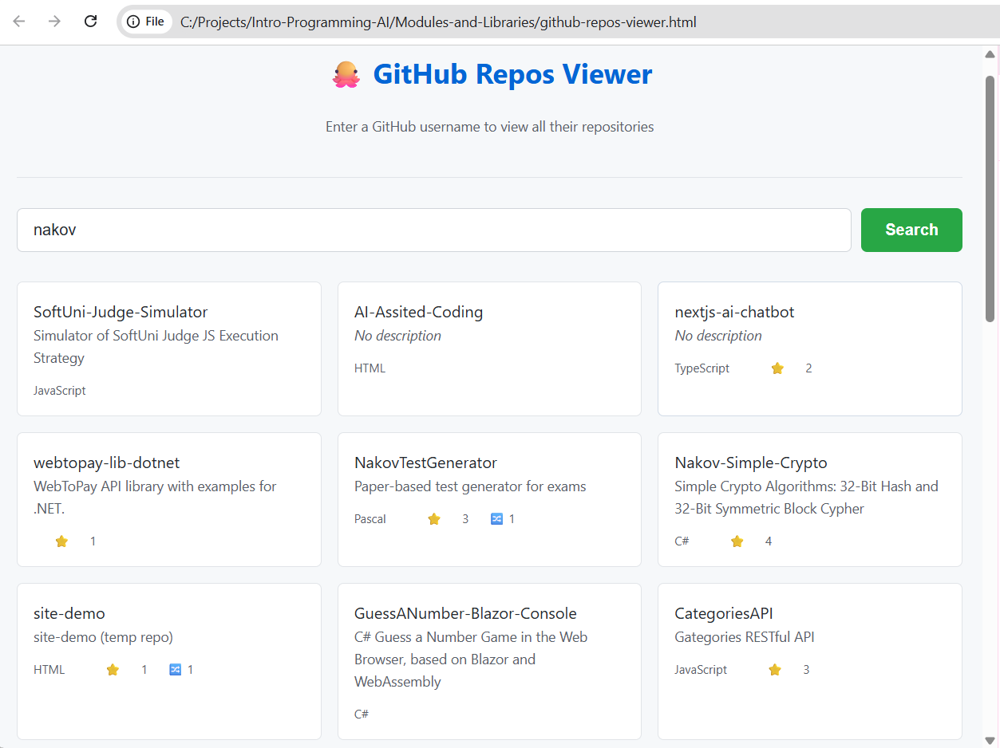 File C:/Projects/Intro-Programming-AI/Modules-and-Libraries/github-repos-viewer.html
GitHub Repos Viewer
Enter a GitHub username to view all their repositories
nakov
Search
SoftUni-Judge-Simulator
Simulator of SoftUni Judge JS Execution
Strategy
JavaScript
AI-Assited-Coding
No description
HTML
nextjs-ai-chatbot
No description
TypeScript 2
webtopay-lib-dotnet
WebToPay API library with examples for
.NET.
1
NakovTestGenerator
Paper-based test generator for exams
Pascal 3 1
Nakov-Simple-Crypto
Simple Crypto Algorithms: 32-Bit Hash and
32-Bit Symmetric Block Cypher
C# 4
site-demo
site-demo (temp repo)
HTML 1 1
GuessANumber-Blazor-Console
C# Guess a Number Game in the Web
Browser, based on Blazor and
WebAssembly
C#
CategoriesAPI
Gategories RESTful API
JavaScript 3